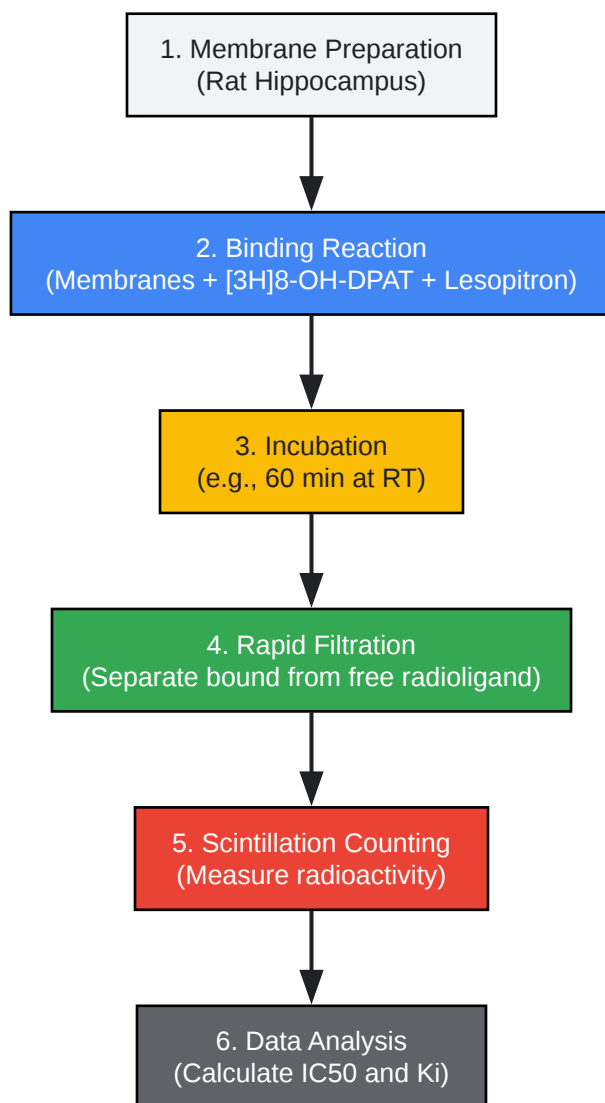 1. Membrane Preparation
(Rat Hippocampus)
2. Binding Reaction
(Membranes + [3H]8-OH-DPAT + Lesopitron)
3. Incubation
(e.g., 60 min at RT)
4. Rapid Filtration
(Separate bound from free radioligand)
5. Scintillation Counting
(Measure radioactivity)
6. Data Analysis
(Calculate IC50 and Ki)